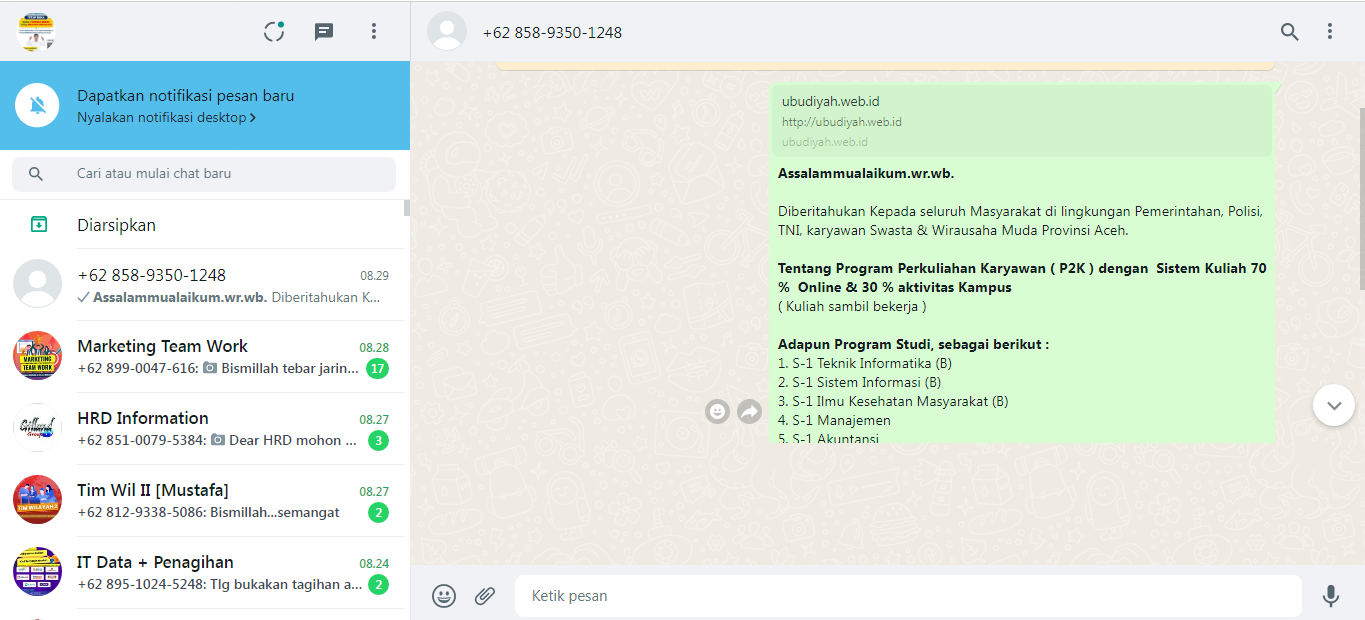 +62 858-9350-1248
Dapatkan notifikasi pesan baru
Nyalakan notifikasi desktop
Cari atau mulai chat baru
Diarsipkan
+62 858-9350-1248
08.29
Assalammualaikum.wr.wb. Diberitahukan K...
Marketing Team Work
08.28
+62 899-0047-616: Bismillah tebar jarin...
17
HRD Information
08.27
+62 851-0079-5384: Dear HRD mohon ...
3
Tim Wil II [Mustafa]
08.27
+62 812-9338-5086: Bismillah...semangat
2
IT Data + Penagihan
08.24
+62 895-1024-5248: Tlg bukakan tagihan a...
2
MARKETING
TEAM WORK
ubudiyah.web.id
http://ubudiyah.web.id
ubudiyah.web.id
Assalammualaikum.wr.wb.
Diberitahukan Kepada seluruh Masyarakat di lingkungan Pemerintahan, Polisi,
TNI, karyawan Swasta & Wirausaha Muda Provinsi Aceh.
Tentang Program Perkuliahan Karyawan ( P2K ) dengan Sistem Kuliah 70
% Online & 30 % aktivitas Kampus
( Kuliah sambil bekerja )
Adapun Program Studi, sebagai berikut :
1. S-1 Teknik Informatika (B)
2. S-1 Sistem Informasi (B)
3. S-1 Ilmu Kesehatan Masyarakat (B)
4. S-1 Manajemen
5. S-1 Akuntansi
Ketik pesan